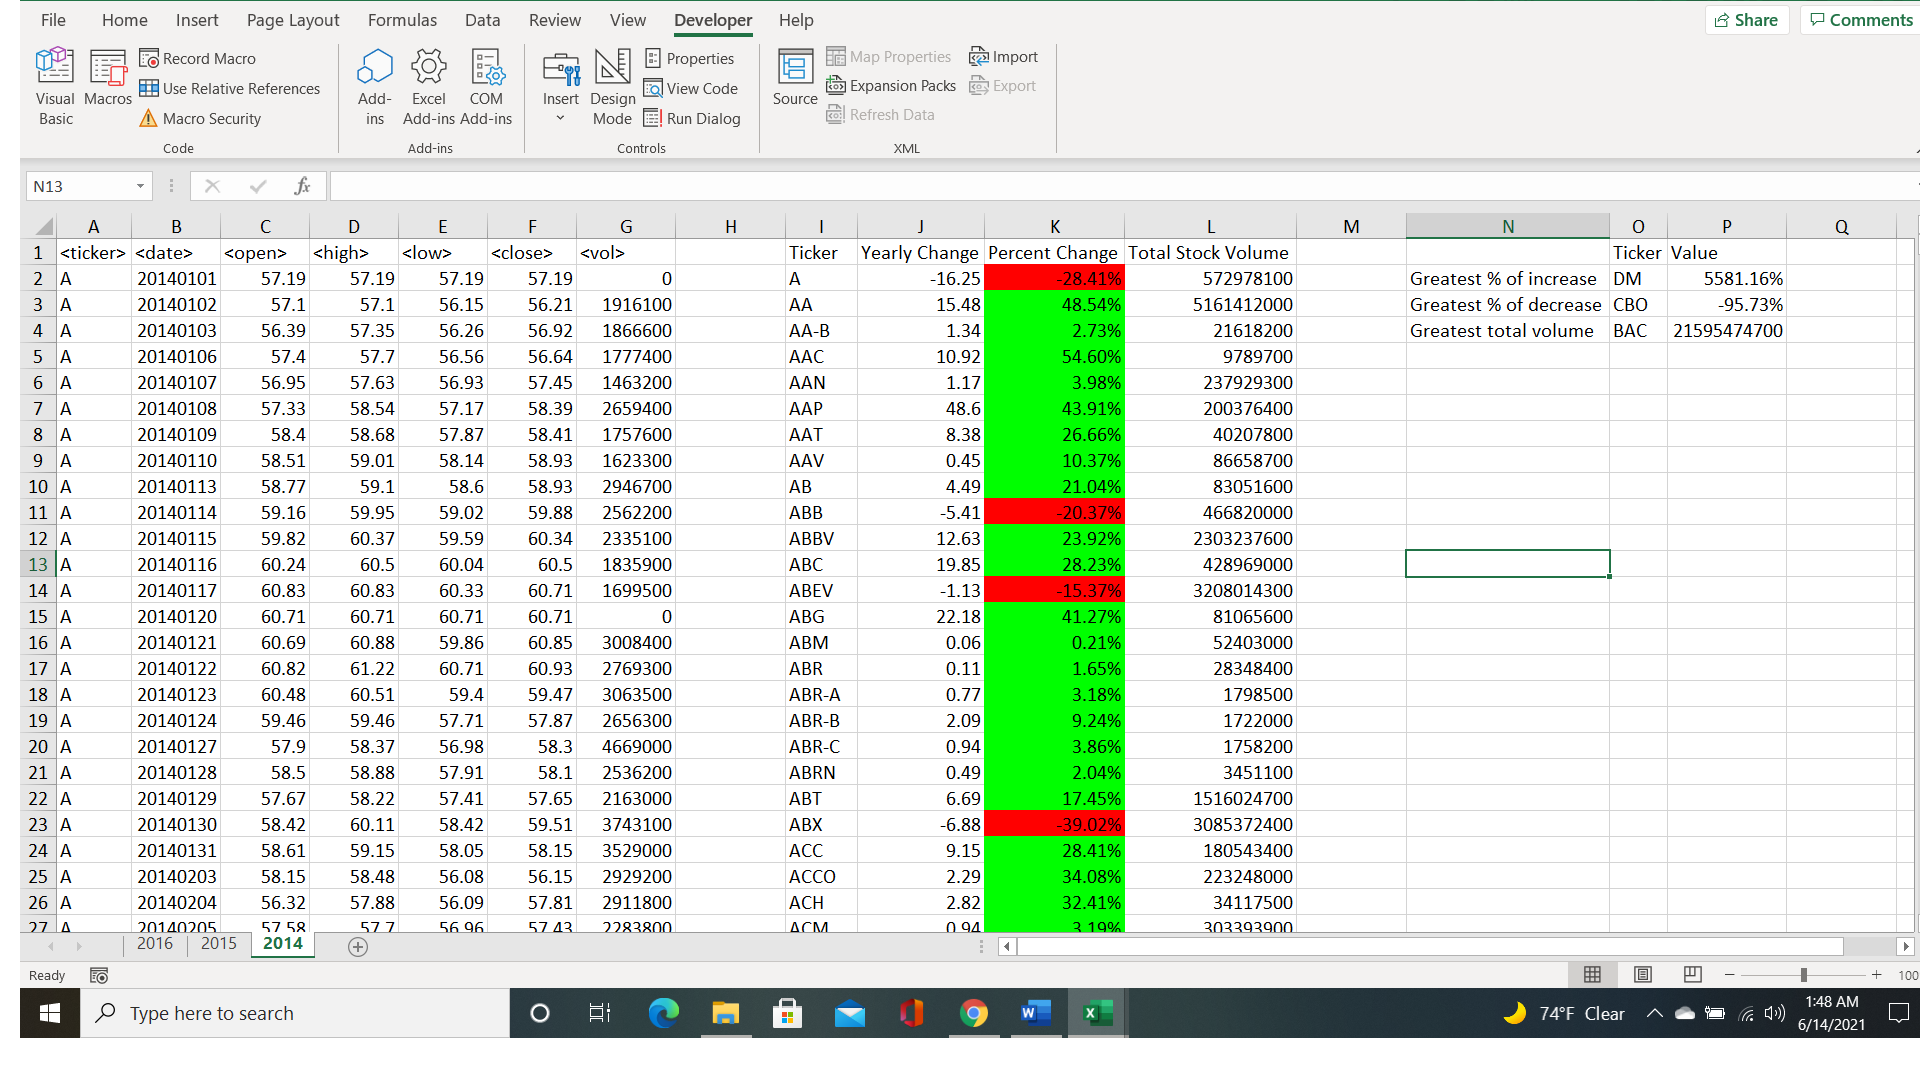 File Home Insert Page Layout Formulas Data Review View Developer Help Share Comments
Visual Basic Macros Record Macro Use Relative References Macro Security Code
Add-ins Excel Add-ins COM Add-ins Add-ins
Insert Design Mode Properties View Code Run Dialog Controls
Source Map Properties Expansion Packs Refresh Data Import Export XML
N13 fx
A B C D E F G H I J K L M N O P Q
1 <ticker> <date> <open> <high> <low> <close> <vol> Ticker Yearly Change Percent Change Total Stock Volume Ticker Value
2 A 20140101 57.19 57.19 57.19 57.19 0 A -16.25 -28.41% 572978100 Greatest % of increase DM 5581.16%
3 A 20140102 57.1 57.1 56.15 56.21 1916100 AA 15.48 48.54% 5161412000 Greatest % of decrease CBO -95.73%
4 A 20140103 56.39 57.35 56.26 56.92 1866600 AA-B 1.34 2.73% 21618200 Greatest total volume BAC 21595474700
5 A 20140106 57.4 57.7 56.56 56.64 1777400 AAC 10.92 54.60% 9789700
6 A 20140107 56.95 57.63 56.93 57.45 1463200 AAN 1.17 3.98% 237929300
7 A 20140108 57.33 58.54 57.17 58.39 2659400 AAP 48.6 43.91% 200376400
8 A 20140109 58.4 58.68 57.87 58.41 1757600 AAT 8.38 26.66% 40207800
9 A 20140110 58.51 59.01 58.14 58.93 1623300 AAV 0.45 10.37% 86658700
10 A 20140113 58.77 59.1 58.6 58.93 2946700 AB 4.49 21.04% 83051600
11 A 20140114 59.16 59.95 59.02 59.88 2562200 ABB -5.41 -20.37% 466820000
12 A 20140115 59.82 60.37 59.59 60.34 2335100 ABBV 12.63 23.92% 2303237600
13 A 20140116 60.24 60.5 60.04 60.5 1835900 ABC 19.85 28.23% 428969000
14 A 20140117 60.83 60.83 60.33 60.71 1699500 ABEV -1.13 -15.37% 3208014300
15 A 20140120 60.71 60.71 60.71 60.71 0 ABG 22.18 41.27% 81065600
16 A 20140121 60.69 60.88 59.86 60.85 3008400 ABM 0.06 0.21% 52403000
17 A 20140122 60.82 61.22 60.71 60.93 2769300 ABR 0.11 1.65% 28348400
18 A 20140123 60.48 60.51 59.4 59.47 3063500 ABR-A 0.77 3.18% 1798500
19 A 20140124 59.46 59.46 57.71 57.87 2656300 ABR-B 2.09 9.24% 1722000
20 A 20140127 57.9 58.37 56.98 58.3 4669000 ABR-C 0.94 3.86% 1758200
21 A 20140128 58.5 58.88 57.91 58.1 2536200 ABRN 0.49 2.04% 3451100
22 A 20140129 57.67 58.22 57.41 57.65 2163000 ABT 6.69 17.45% 1516024700
23 A 20140130 58.42 60.11 58.42 59.51 3743100 ABX -6.88 -39.02% 3085372400
24 A 20140131 58.61 59.15 58.05 58.15 3529000 ACC 9.15 28.41% 180543400
25 A 20140203 58.15 58.48 56.08 56.15 2929200 ACCO 2.29 34.08% 223248000
26 A 20140204 56.32 57.88 56.09 57.81 2911800 ACH 2.82 32.41% 34117500
27 A 20140205 57.58 57.7 56.96 57.43 2283800 ACM 0.94 3.19% 303393900
2016 2015 2014
Ready 100
Type here to search 74°F Clear 1:48 AM
6/14/2021